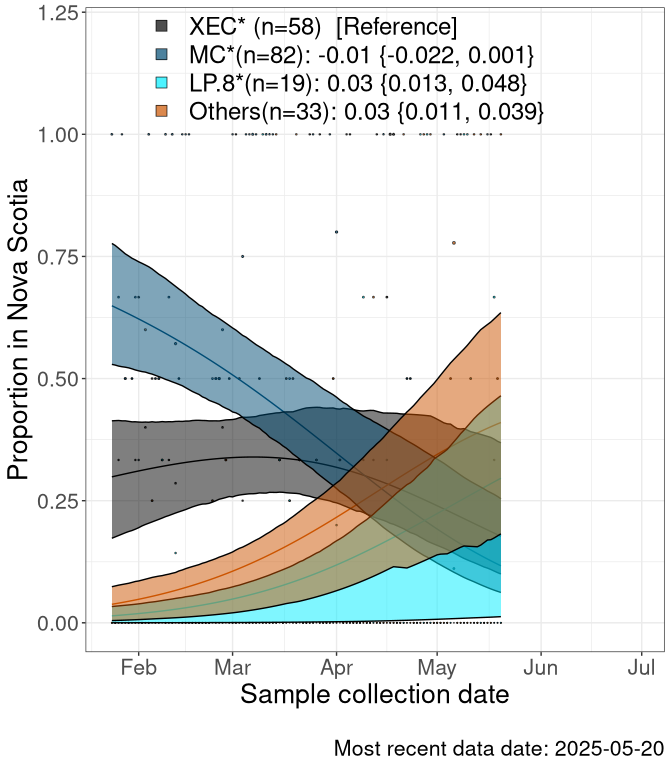 XEC* (n=58)  [Reference]
MC*(n=82): -0.01 {-0.022, 0.001}
LP.8*(n=19): 0.03 {0.013, 0.048}
Others(n=33): 0.03 {0.011, 0.039}
1.25
1.00
0.75
0.50
0.25
0.00
Proportion in Nova Scotia
Feb Mar Apr May Jun Jul
Sample collection date
Most recent data date: 2025-05-20